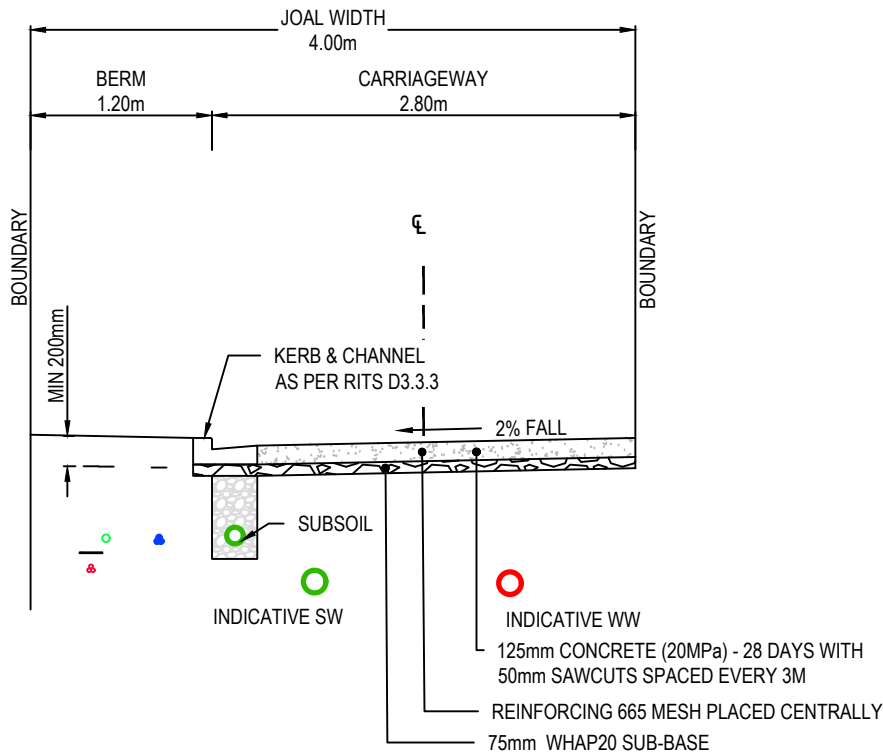 JOAL WIDTH
4.00m
BERM
1.20m
CARRIAGEWAY
2.80m
BOUNDARY
BOUNDARY
℄
MIN 200mm
KERB & CHANNEL
AS PER RITS D3.3.3
2% FALL
SUBSOIL
INDICATIVE SW
INDICATIVE WW
125mm CONCRETE (20MPa) - 28 DAYS WITH
50mm SAWCUTS SPACED EVERY 3M
REINFORCING 665 MESH PLACED CENTRALLY
75mm WHAP20 SUB-BASE